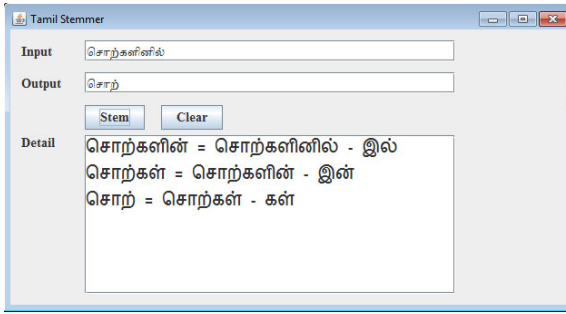 Tamil Stemmer
Input சொற்களினில்
Output சொற்
Stem Clear
Detail
சொற்களின் = சொற்களினில் - இல்
சொற்கள் = சொற்களின் - இன்
சொற் = சொற்கள் - கள்